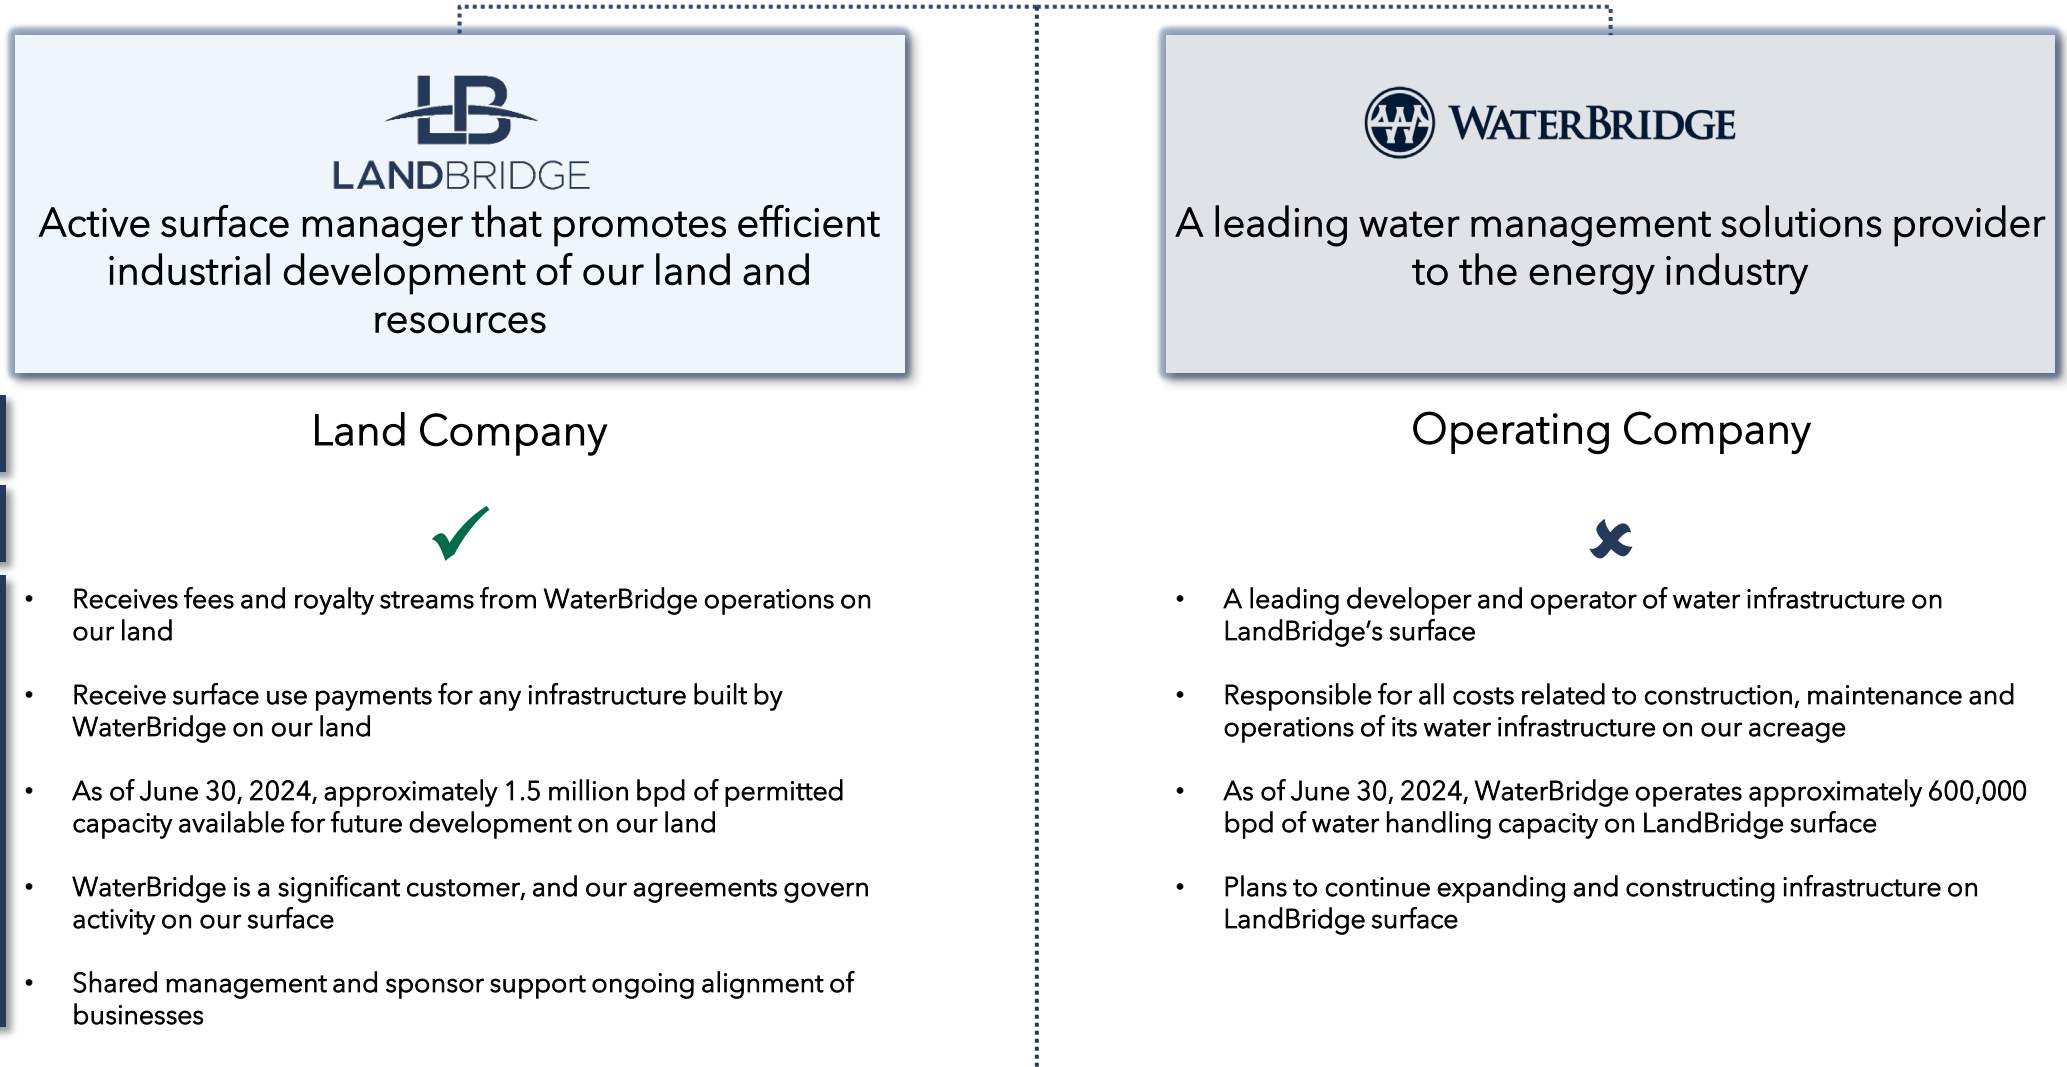 LB
LANDBRIDGE
Active surface manager that promotes efficient
industrial development of our land and
resources
Land Company
• Receives fees and royalty streams from WaterBridge operations on
our land
• Receive surface use payments for any infrastructure built by
WaterBridge on our land
• As of June 30, 2024, approximately 1.5 million bpd of permitted
capacity available for future development on our land
• WaterBridge is a significant customer, and our agreements govern
activity on our surface
• Shared management and sponsor support ongoing alignment of
businesses
WATERBRIDGE
A leading water management solutions provider
to the energy industry
Operating Company
• A leading developer and operator of water infrastructure on
LandBridge’s surface
• Responsible for all costs related to construction, maintenance and
operations of its water infrastructure on our acreage
• As of June 30, 2024, WaterBridge operates approximately 600,000
bpd of water handling capacity on LandBridge surface
• Plans to continue expanding and constructing infrastructure on
LandBridge surface